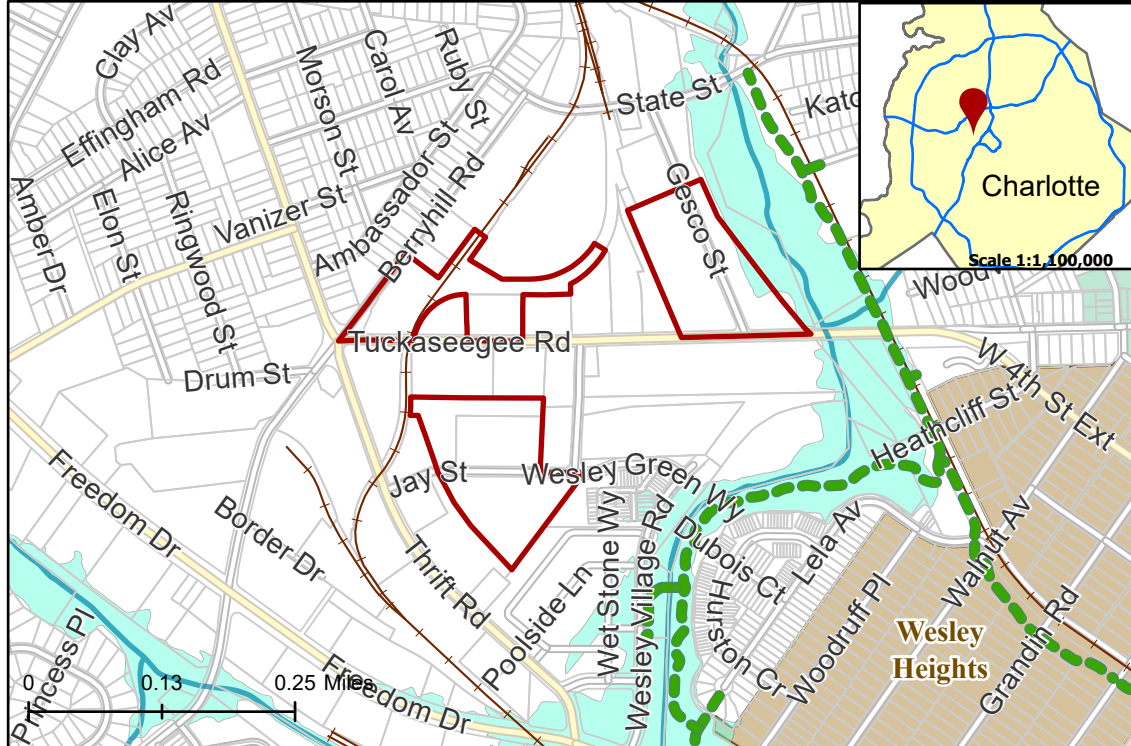 Clay Av
Effingham Rd
Alice Av
Morson St
Carol Av
Ruby St
State St
Amber Dr
Elon St
Ringwood St
Vanizer St
Ambassador St
Berryhill Rd
Gesco St
Charlotte
Scale 1:1,100,000
Tuckaseegee Rd
Drum St
W 4th St Ext
Heathcliff St
Freedom Dr
Border Dr
Jay St
Wesley Green Wy
Thrift Rd
Poolside Ln
Wet Stone Wy
Wesley Village Rd
Dubois Ct
Hurston Cr
Lela Av
Woodruff Pl
Walnut Av
Grandin Rd
Wesley
Heights
Princess Pl
Freedom Dr
0
0.13
0.25 Miles